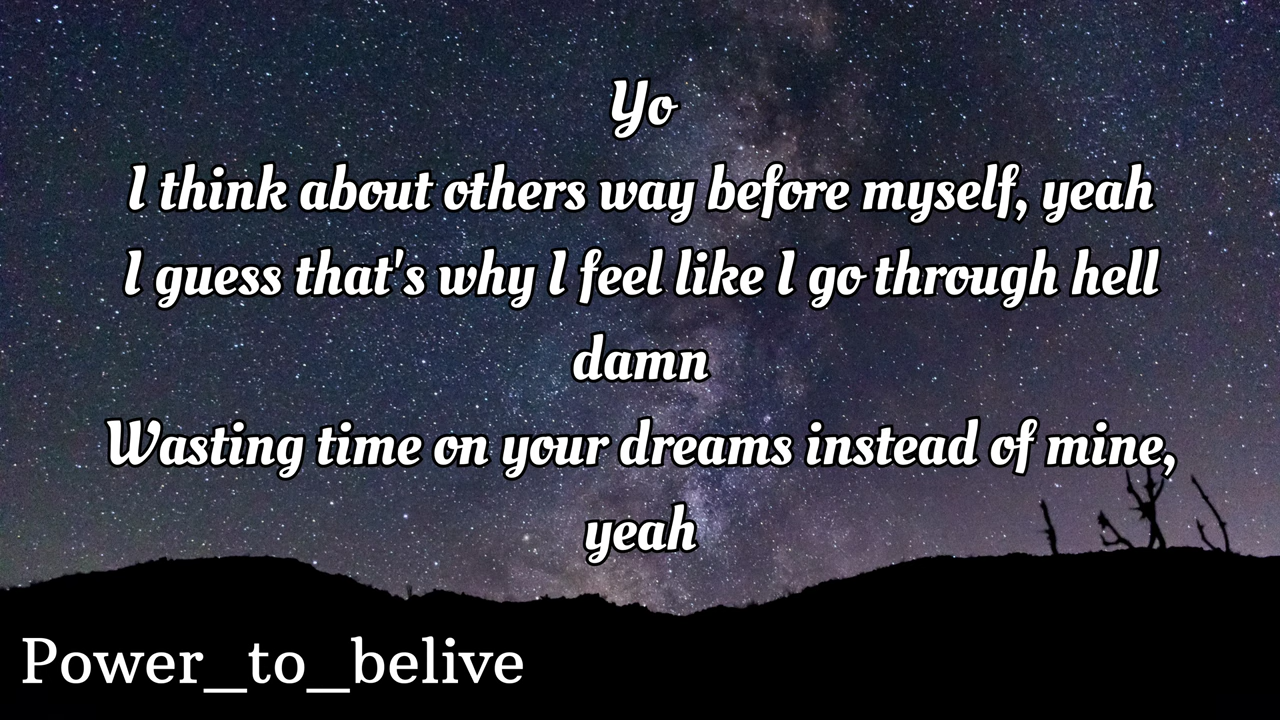 Yo
I think about others way before myself, yeah
I guess that's why I feel like I go through hell
damn
Wasting time on your dreams instead of mine,
yeah
Power_to_belive